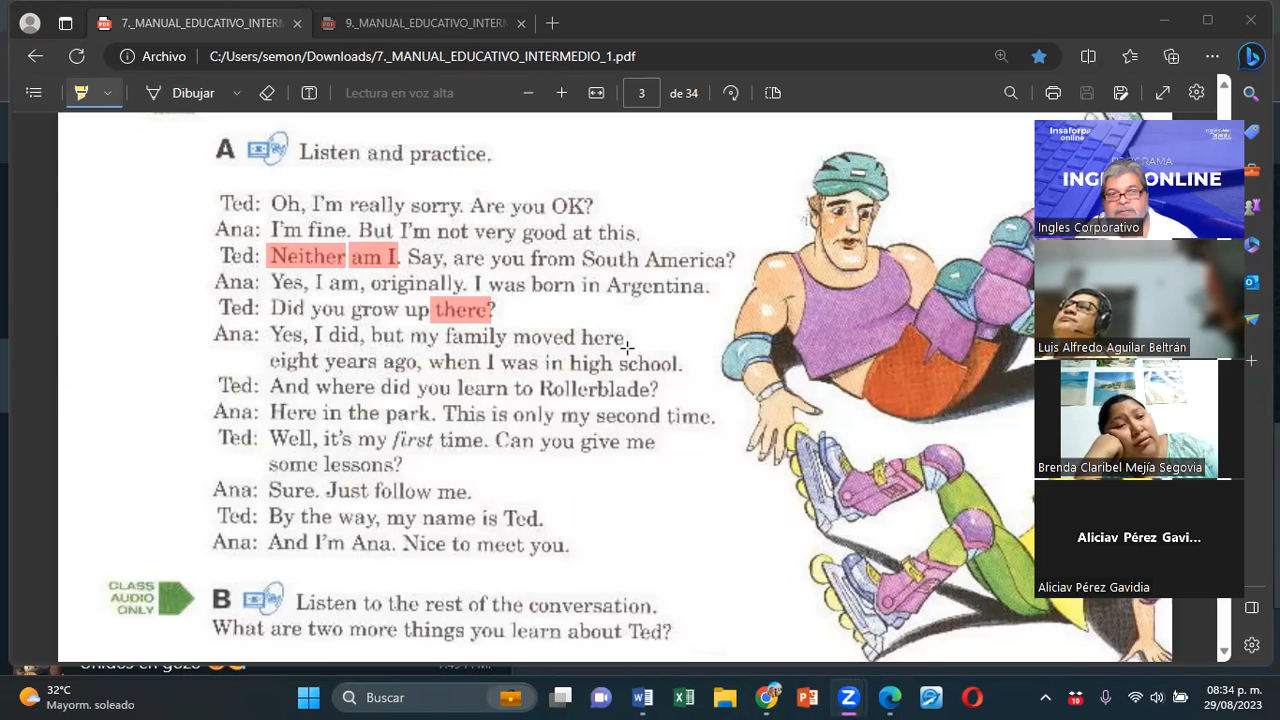 7._MANUAL_EDUCATIVO_INTERM
9._MANUAL_EDUCATIVO_INTERM
Archivo
C:/Users/semon/Downloads/7._MANUAL_EDUCATIVO_INTERMEDIO_1.pdf
Dibujar
Lectura en voz alta
3
de 34
A
Listen and practice.
Ted: Oh, I'm really sorry. Are you OK?
Ana: I'm fine. But I'm not very good at this.
Ted: Neither am I. Say, are you from South America?
Ana: Yes, I am, originally. I was born in Argentina.
Ted: Did you grow up there?
Ana: Yes, I did, but my family moved here
eight years ago, when I was in high school.
Ted: And where did you learn to Rollerblade?
Ana: Here in the park. This is only my second time.
Ted: Well, it's my first time. Can you give me
some lessons?
Ana: Sure. Just follow me.
Ted: By the way, my name is Ted.
Ana: And I'm Ana. Nice to meet you.
CLASS
AUDIO
ONLY
B
Listen to the rest of the conversation.
What are two more things you learn about Ted?
Insaforp
online
PROGRAMA
INGL
ONLINE
Ingles Corporativo
Luis Alfredo Aguilar Beltrán
Brenda Claribel Mejía Segovia
Aliciav Pérez Gavi...
Aliciav Pérez Gavidia
32°C
Mayorm. soleado
Buscar
10
08:34 p. m.
29/08/2023